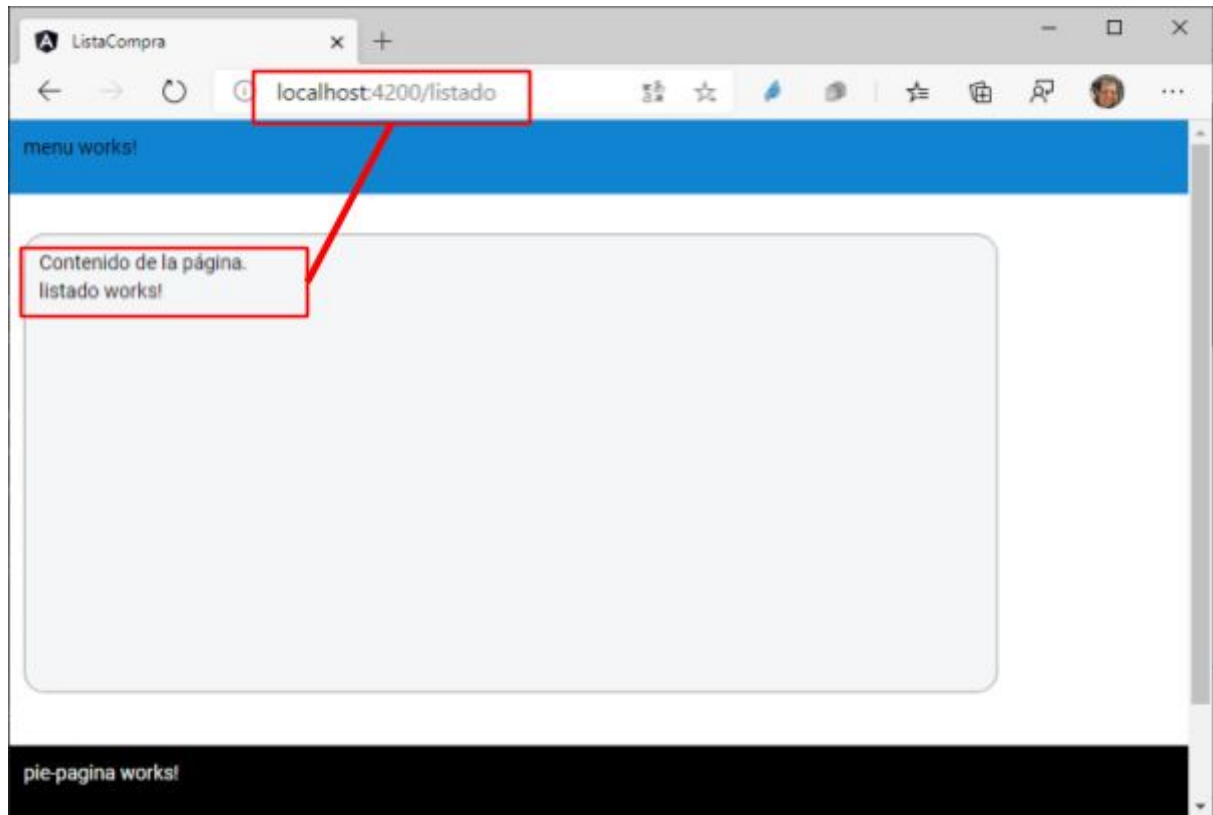 ListaCompra
localhost:4200/listado
menu works!
Contenido de la página.
listado works!
pie-pagina works!